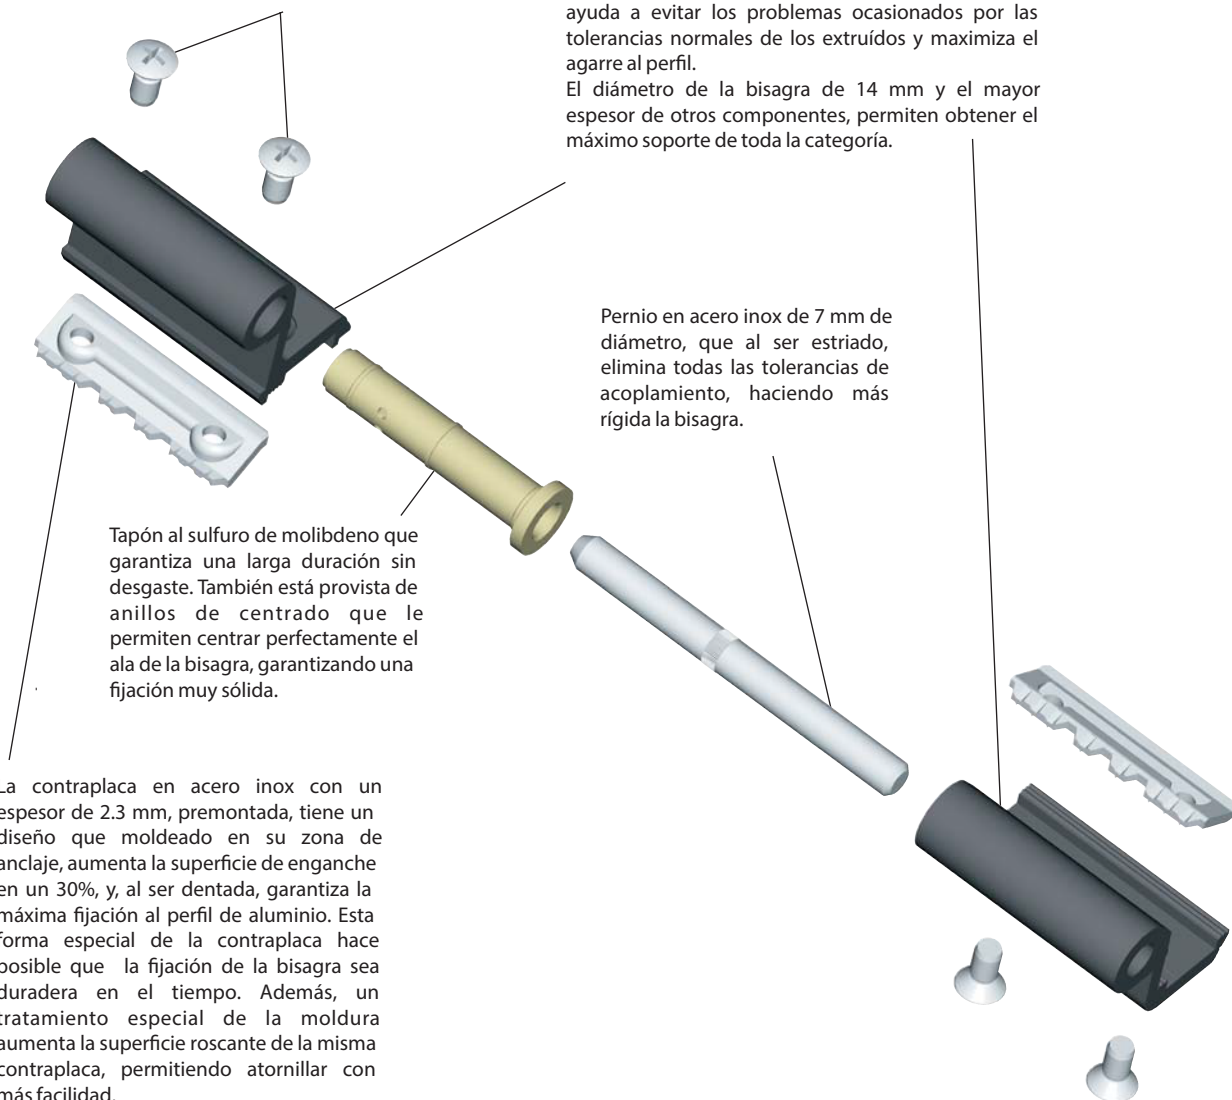 ayuda a evitar los problemas ocasionados por las
tolerancias normales de los extruídos y maximiza el
agarre al perfil.
El diámetro de la bisagra de 14 mm y el mayor
espesor de otros componentes, permiten obtener el
máximo soporte de toda la categoría.
Pernio en acero inox de 7 mm de
diámetro, que al ser estriado,
elimina todas las tolerancias de
acoplamiento, haciendo más
rígida la bisagra.
Tapón al sulfuro de molibdeno que
garantiza una larga duración sin
desgaste. También está provista de
anillos de centrado que le
permiten centrar perfectamente el
ala de la bisagra, garantizando una
fijación muy sólida.
La contraplaca en acero inox con un
espesor de 2.3 mm, premontada, tiene un
diseño que moldeado en su zona de
anclaje, aumenta la superficie de enganche
en un 30%, y, al ser dentada, garantiza la
máxima fijación al perfil de aluminio. Esta
forma especial de la contraplaca hace
posible que la fijación de la bisagra sea
duradera en el tiempo. Además, un
tratamiento especial de la moldura
aumenta la superficie roscante de la misma
contraplaca, permitiendo atornillar con
más facilidad.